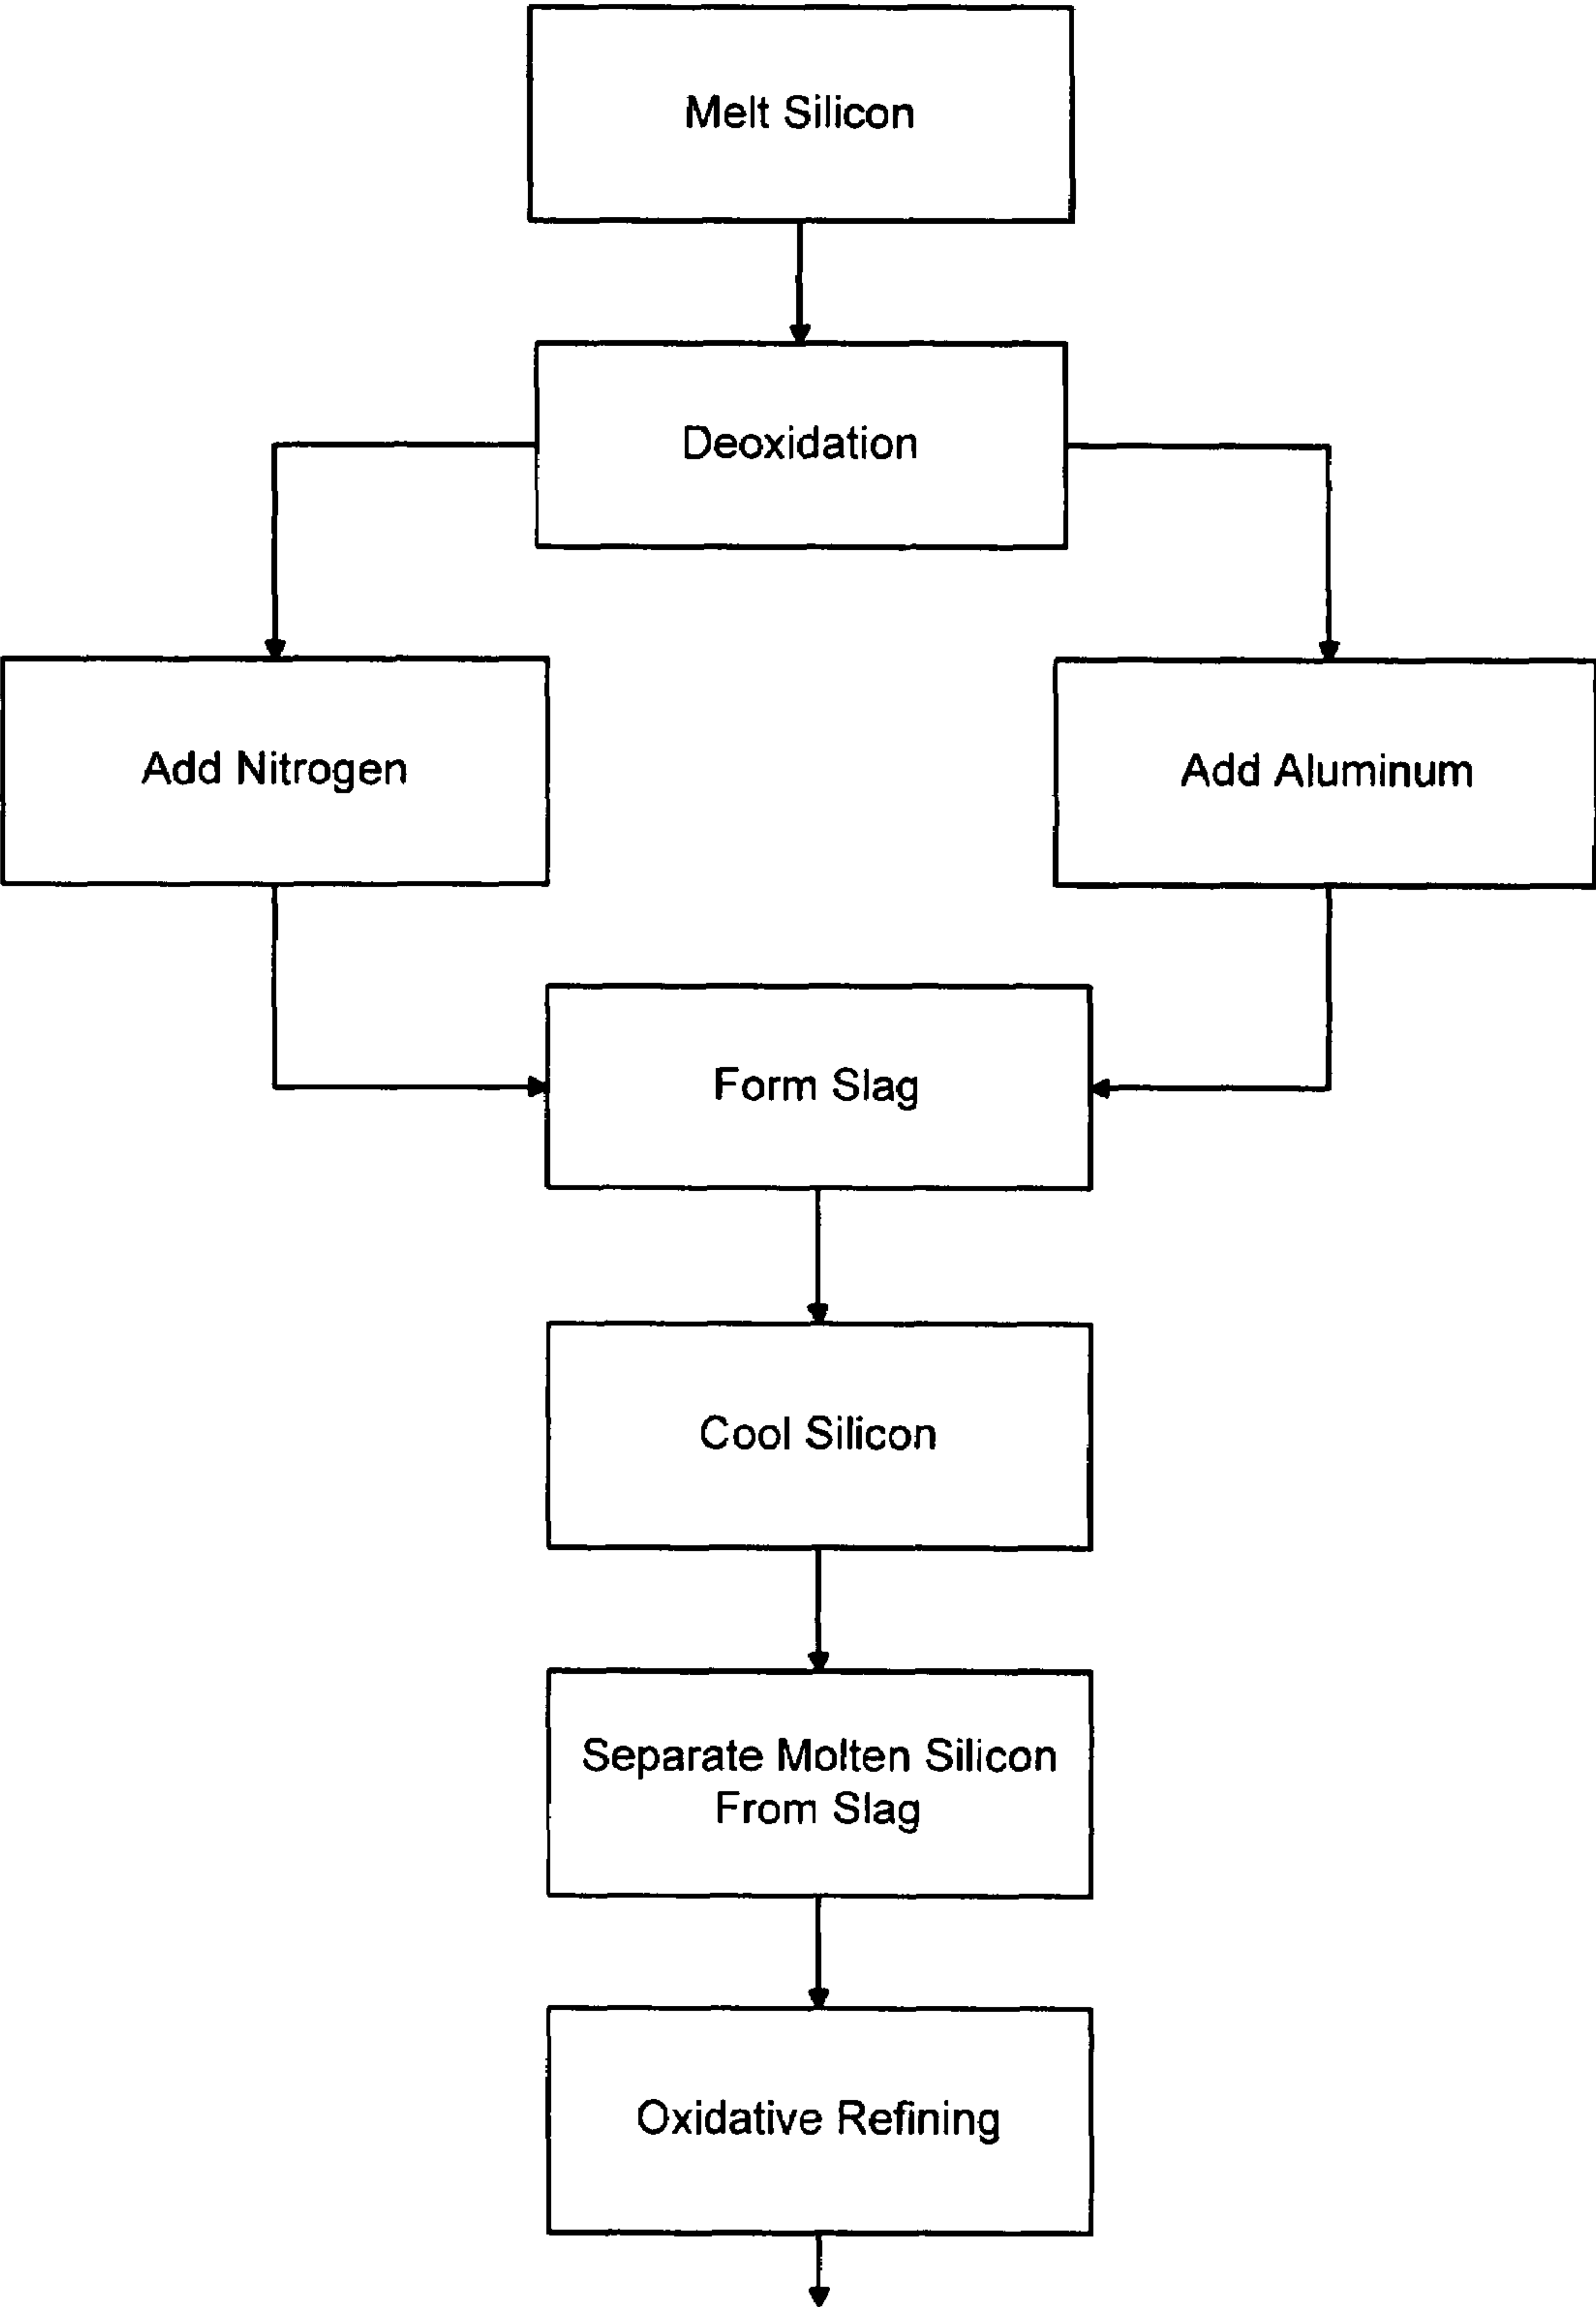 Melt Silicon
Deoxidation
Add Nitrogen
Add Aluminum
Form Slag
Cool Silicon
Separate Molten Silicon
From Slag
Oxidative Refining